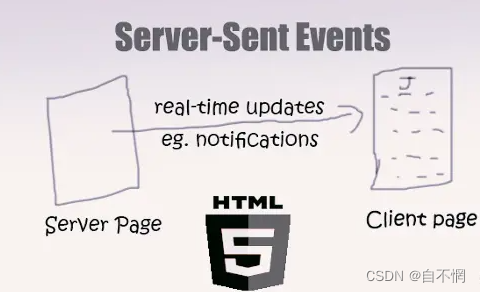 Server-Sent Events
real-time updates
eg. notifications
Server Page
Client page
HTML
5
CSDN @自不惘